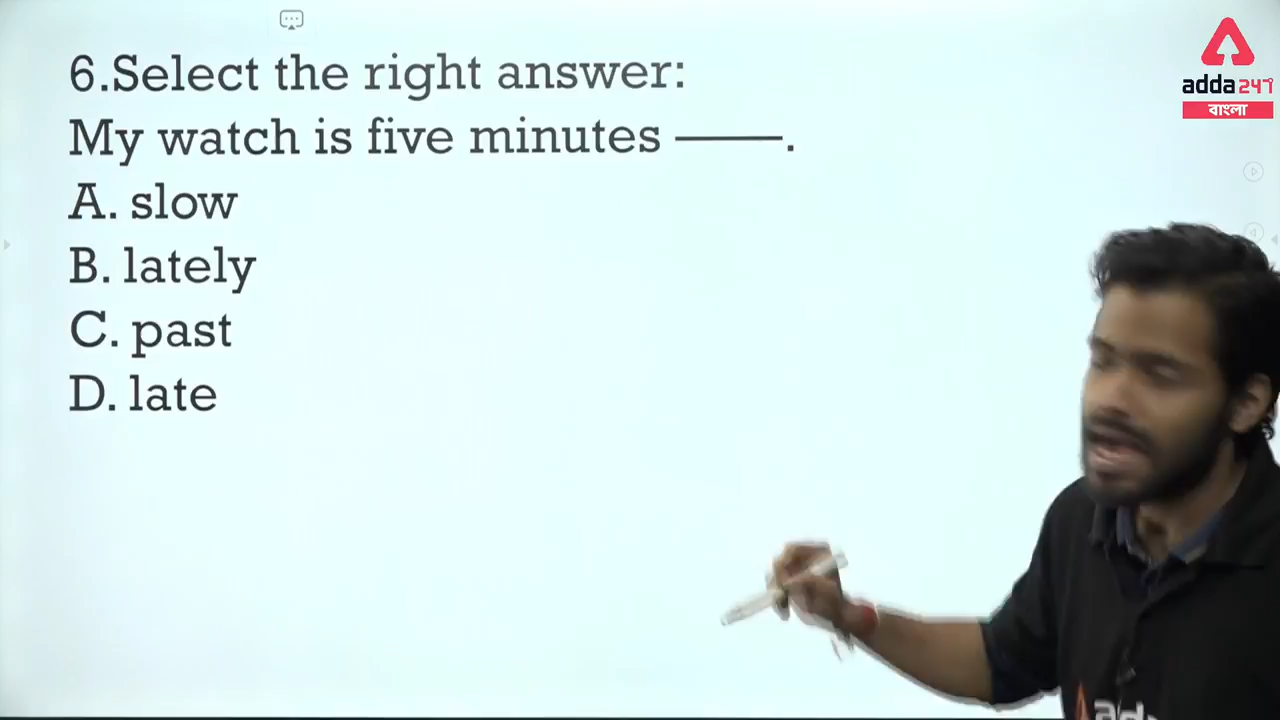 6.Select the right answer:
My watch is five minutes ———.
A. slow
B. lately
C. past
D. late
adda247
বাংলা